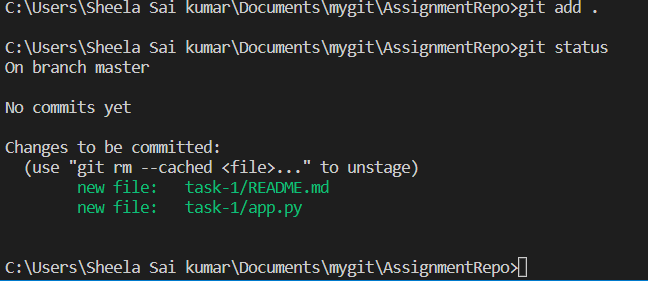 C:\Users\Sheela Sai kumar\Documents\mygit\AssignmentRepo>git add .
C:\Users\Sheela Sai kumar\Documents\mygit\AssignmentRepo>git status
On branch master
No commits yet
Changes to be committed:
  (use "git rm --cached <file>..." to unstage)
        new file:   task-1/README.md
        new file:   task-1/app.py
C:\Users\Sheela Sai kumar\Documents\mygit\AssignmentRepo>